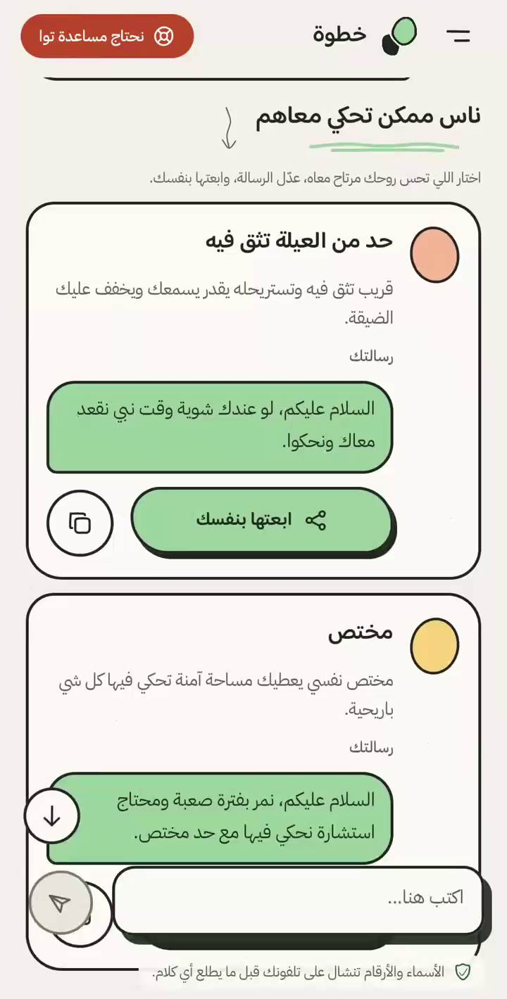 خطوة
نحتاج مساعدة توا
ناس ممكن تحكي معاهم
اختار اللي تحس روحك مرتاح معاه، عدّل الرسالة، وابعتها بنفسك.
حد من العيلة تثق فيه
قريب تثق فيه وتستريحله يقدر يسمعك ويخفف عليك
الضيقة.
رسالتك
السلام عليكم، لو عندك شوية وقت نبي نقعد
معاك ونحكوا.
ابعتها بنفسك
مختص
مختص نفسي يعطيك مساحة آمنة تحكي فيها كل شي
باريحية.
رسالتك
السلام عليكم، نمر بفترة صعبة ومحتاج
استشارة نحكي فيها مع حد مختص.
اكتب هنا...
الأسماء والأرقام تنشال على تلفونك قبل ما يطلع أي كلام.